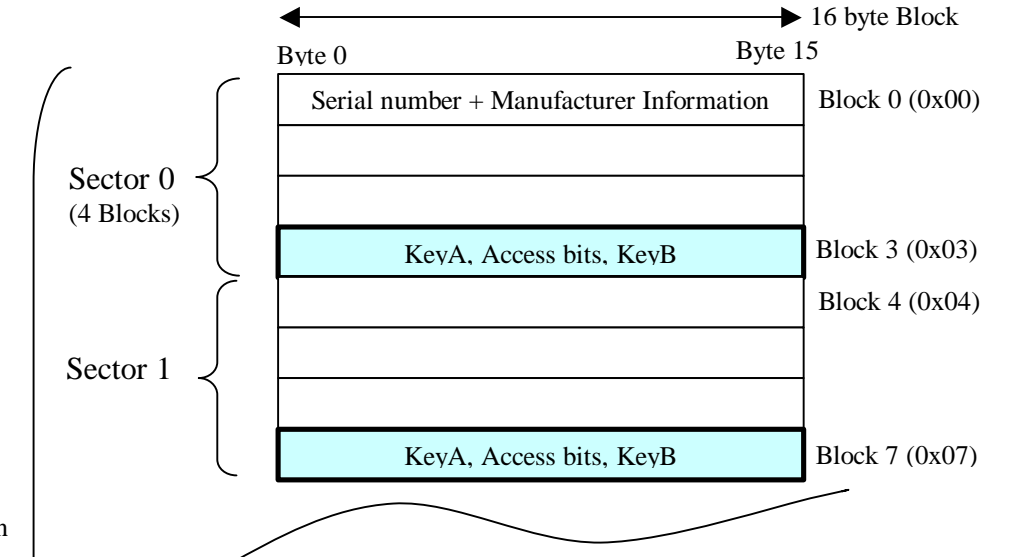 16 byte Block
Byte 0
Byte 15
Serial number + Manufacturer Information
Block 0 (0x00)
Sector 0
(4 Blocks)
KeyA, Access bits, KeyB
Block 3 (0x03)
Block 4 (0x04)
Sector 1
KeyA, Access bits, KeyB
Block 7 (0x07)